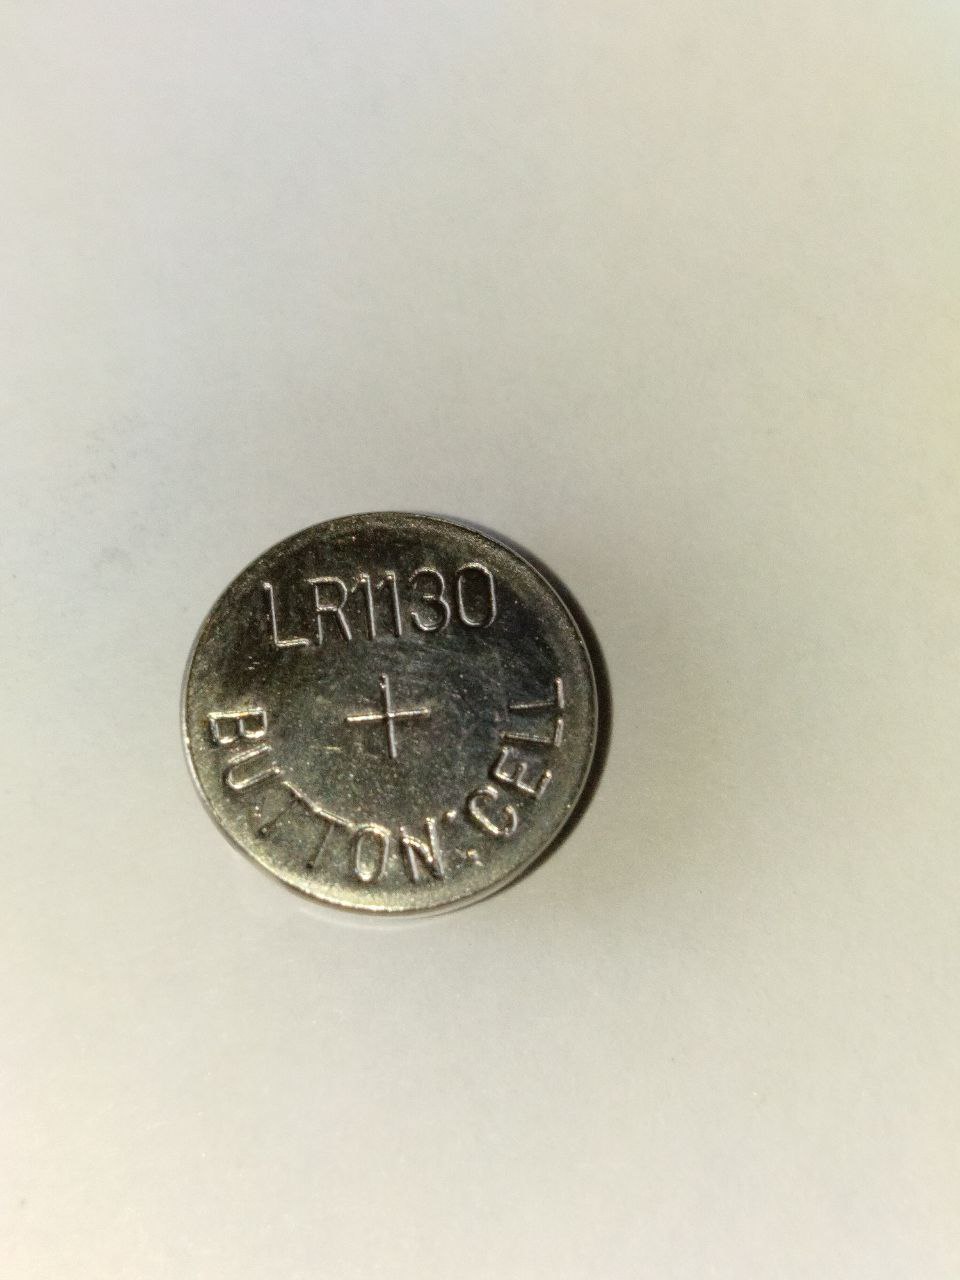 LR1130
+
BUTTON CELL